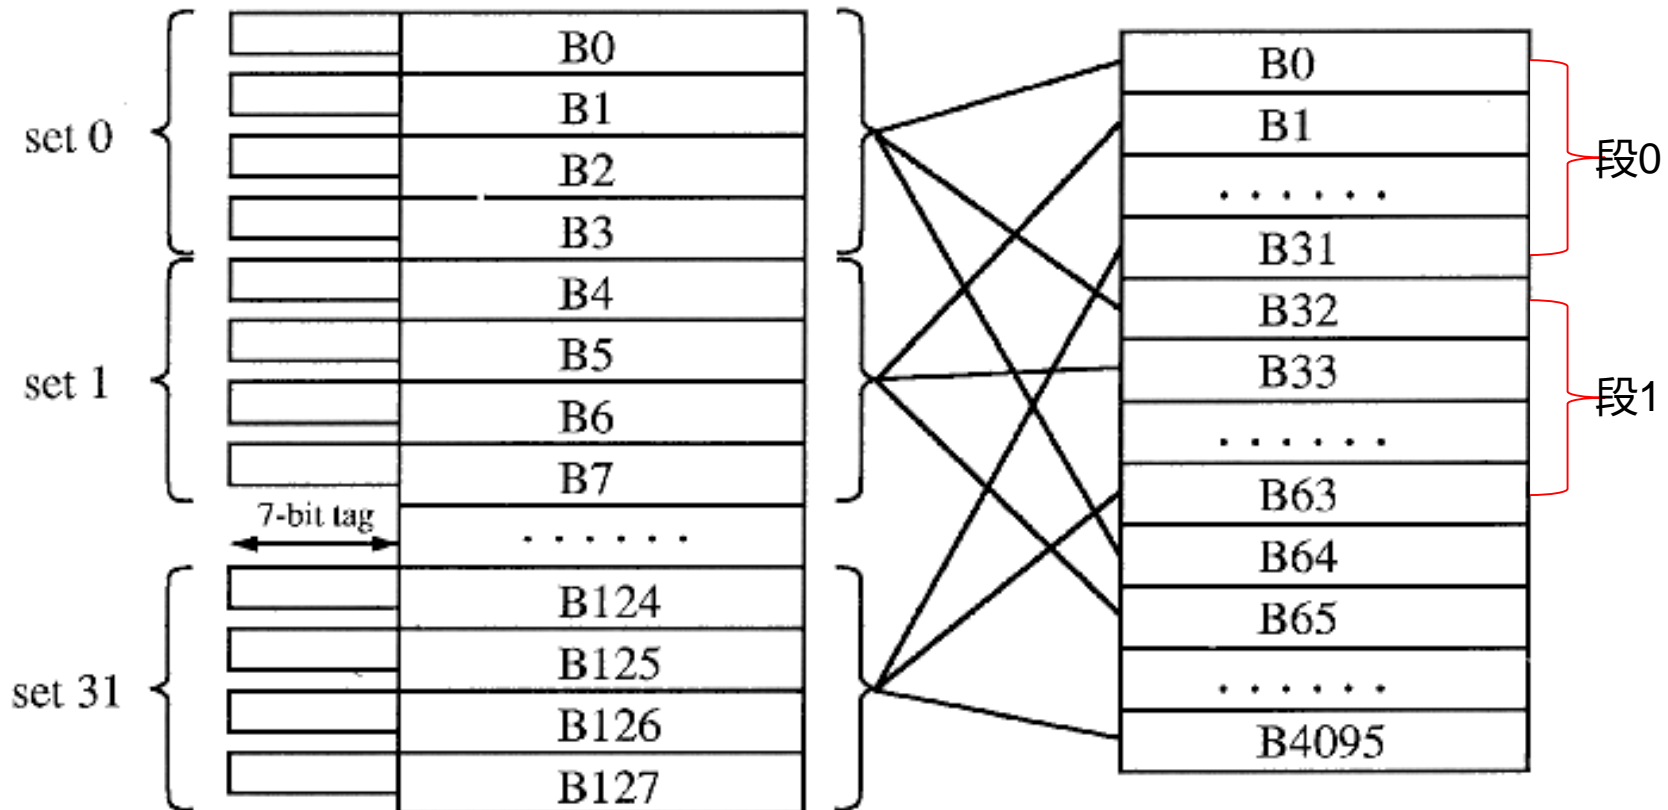 set 0
B0
B1
B2
B3
set 1
B4
B5
B6
B7
7-bit tag
......
set 31
B124
B125
B126
B127
B0
B1
......
B31
段0
B32
B33
......
B63
段1
B64
B65
......
B4095